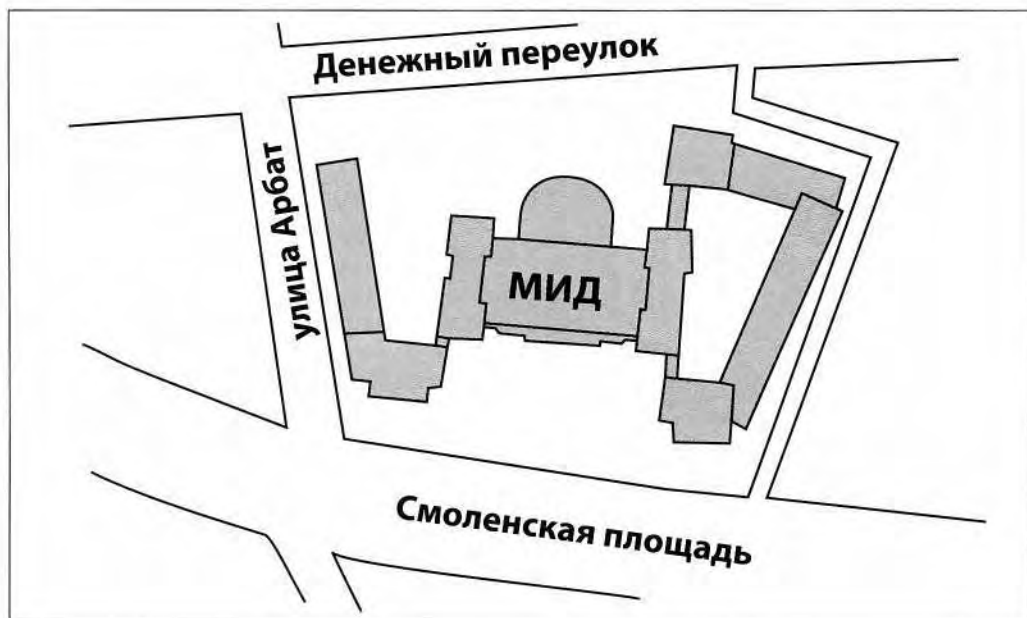 Денежный переулок
улица Арбат
МИД
Смоленская площадь